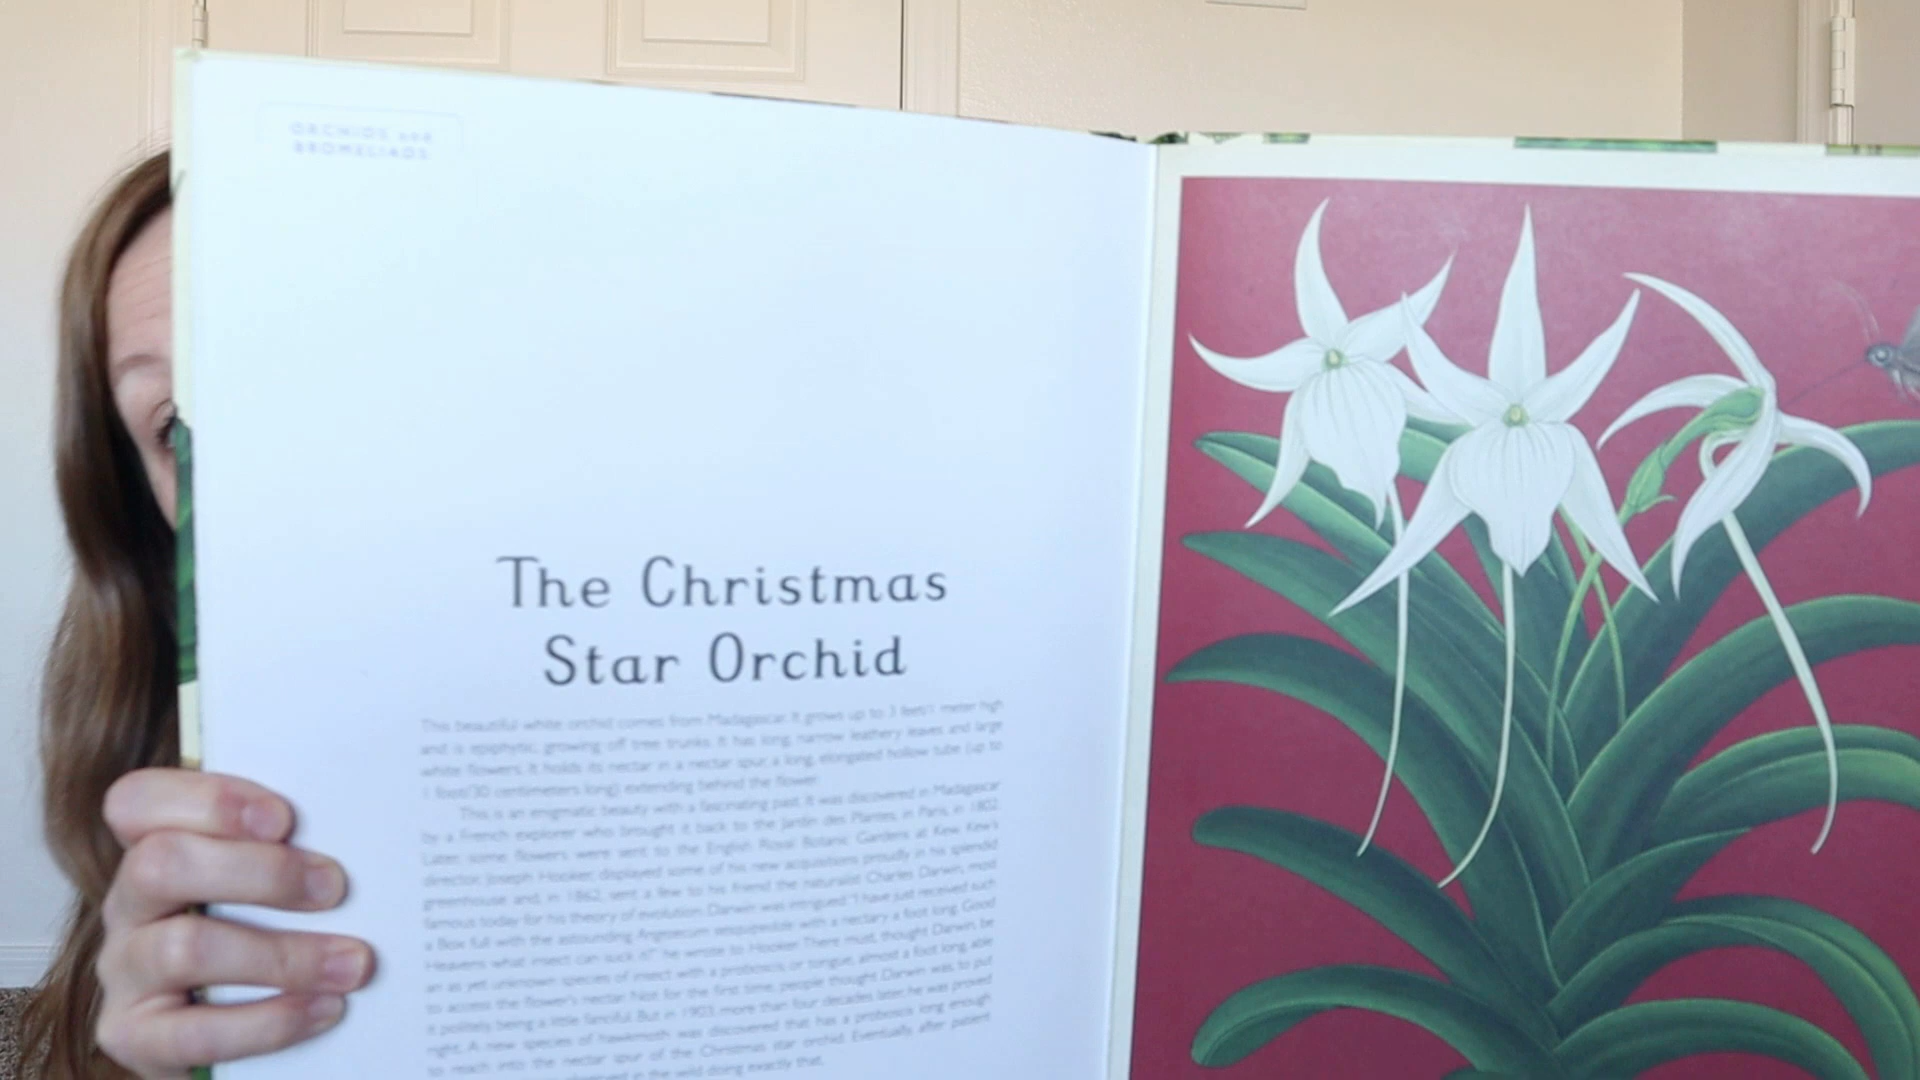 ORCHIDS and
BROMELIADS
The Christmas
Star Orchid
This beautiful white orchid comes from Madagascar. It grows up to 3 feet/1 meter high
and is epiphytic, growing off tree trunks. It has long, narrow leathery leaves and large
white flowers. It holds its nectar in a nectar spur a long, elongated hollow tube (up to
1 foot/30 centimeters long) extending behind the flower.
This is an enigmatic beauty with a fascinating past. It was discovered in Madagascar
by a French explorer who brought it back to the Jardin des Plantes, in Paris, in 1802.
Later, some flowers were sent to the English Royal Botanic Gardens at Kew. Kew's
director, Joseph Hooker, displayed some of his new acquisitions proudly in his splendid
greenhouse and, in 1862, sent a few to his friend the naturalist Charles Darwin, most
famous today for his theory of evolution. Darwin was intrigued. "I have just received such
a Box full with the astounding Angraecum sesquipedale with a nectary a foot long. Good
Heavens what insect can suck it?" he wrote to Hooker. There must, thought Darwin, be
an as yet unknown species of insect with a proboscis, or tongue, almost a foot long, able
to access the flower's nectar. Not for the first time, people thought Darwin was to put
it politely being a little fanciful. But in 1903, more than four decades later, he was proved
right. A new species of hawkmoth was discovered that has a proboscis long enough
to reach into the nectar spur of the Christmas star orchid. Eventually, after patient
observed in the wild doing exactly that.